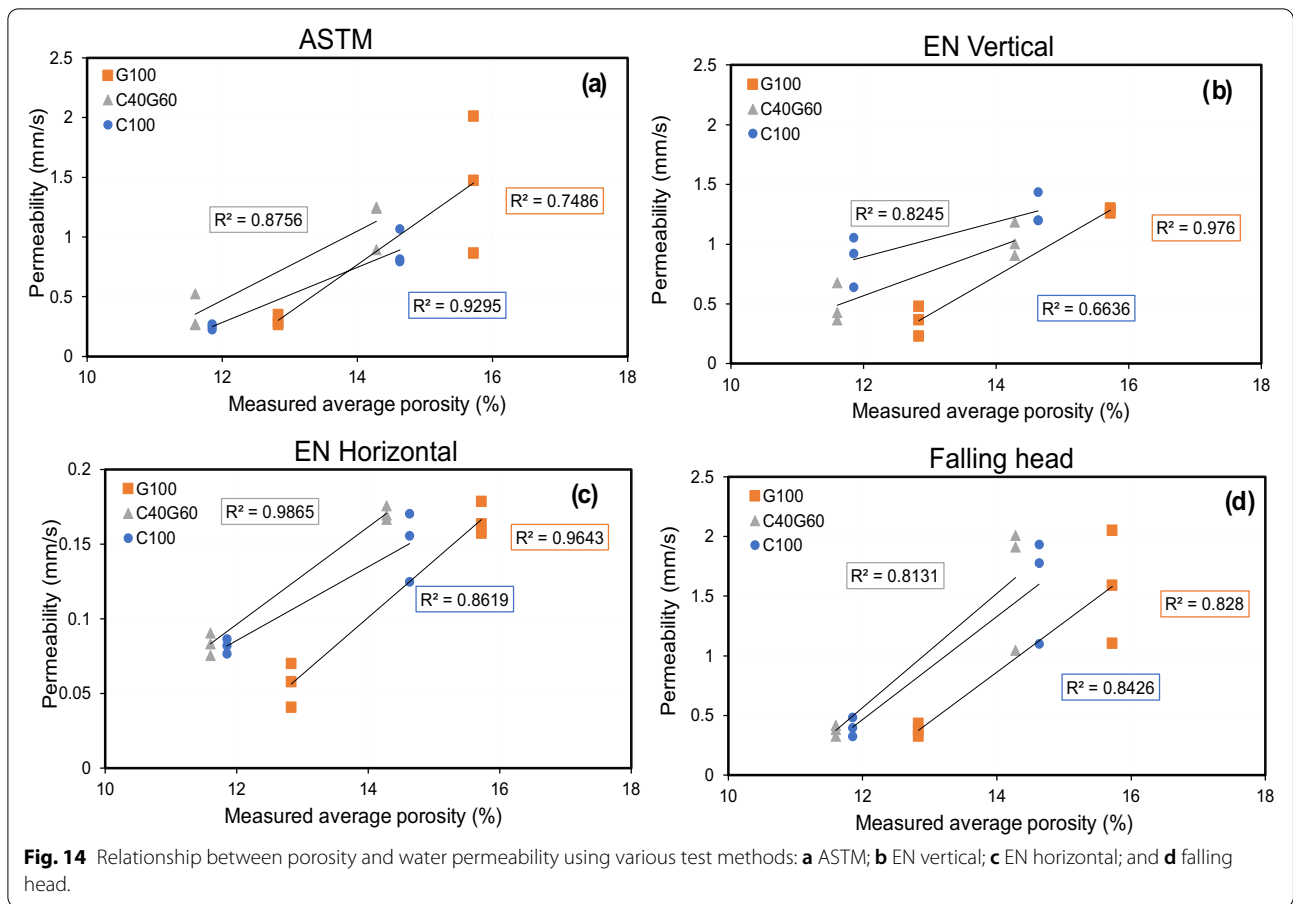 ASTM
(a)
G100
C40G60
C100
R² = 0.8756
R² = 0.7486
R² = 0.9295
Permeability (mm/s)
2.5
2
1.5
1
0.5
0
10 12 14 16 18
Measured average porosity (%)
EN Vertical
(b)
G100
C40G60
C100
R² = 0.8245
R² = 0.976
R² = 0.6636
Permeability (mm/s)
2.5
2
1.5
1
0.5
0
10 12 14 16 18
Measured average porosity (%)
EN Horizontal
(c)
G100
C40G60
C100
R² = 0.9865
R² = 0.9643
R² = 0.8619
Permeability (mm/s)
0.2
0.15
0.1
0.05
0
10 12 14 16 18
Measured average porosity (%)
Falling head
(d)
G100
C40G60
C100
R² = 0.8131
R² = 0.828
R² = 0.8426
Permeability (mm/s)
2.5
2
1.5
1
0.5
0
10 12 14 16 18
Measured average porosity (%)
Fig. 14 Relationship between porosity and water permeability using various test methods: a ASTM; b EN vertical; c EN horizontal; and d falling
head.